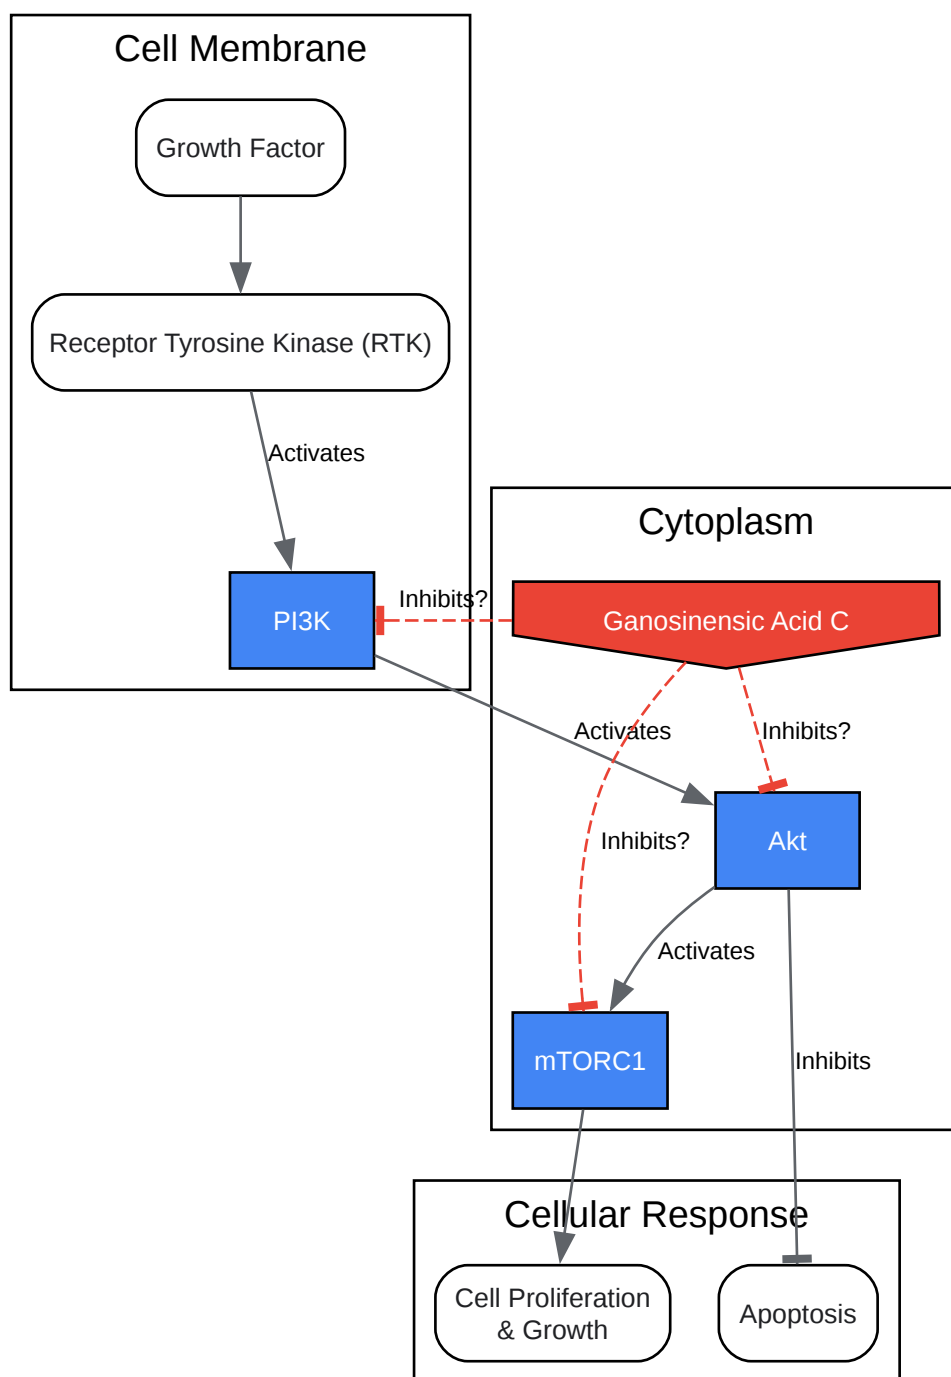 Cell Membrane
Growth Factor
Receptor Tyrosine Kinase (RTK)
Activates
Cytoplasm
PI3K
Inhibits?
Ganosinensic Acid C
Activates
Inhibits?
Inhibits?
Akt
Activates
mTORC1
Inhibits
Cellular Response
Cell Proliferation
& Growth
Apoptosis